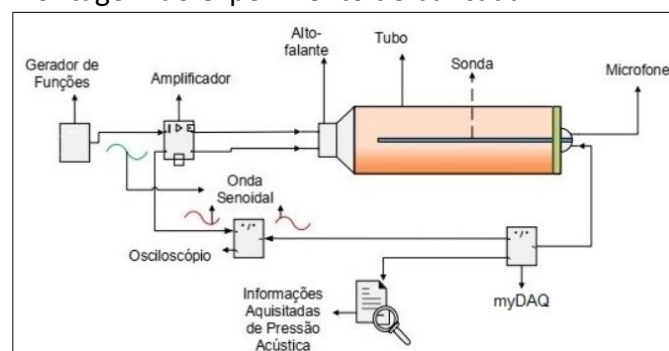 Alto-
falante
Tubo
Sonda
Microfone
Gerador de
Funções
Amplificador
Onda
Senoidal
Osciloscópio
myDAQ
Informações
Aquisitadas
de Pressão
Acústica